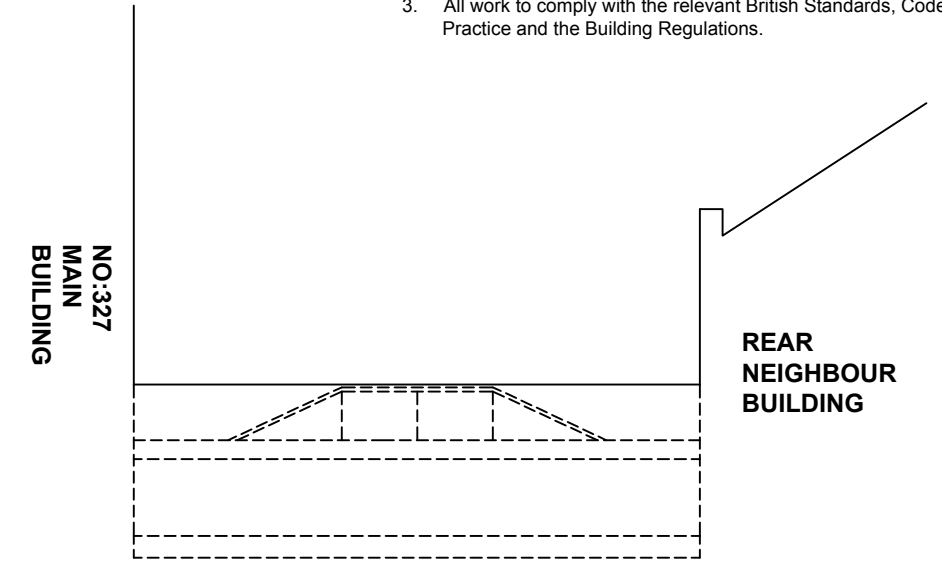 3. All work to comply with the relevant British Standards, Code
Practice and the Building Regulations.
NO:327
MAIN
BUILDING
REAR
NEIGHBOUR
BUILDING